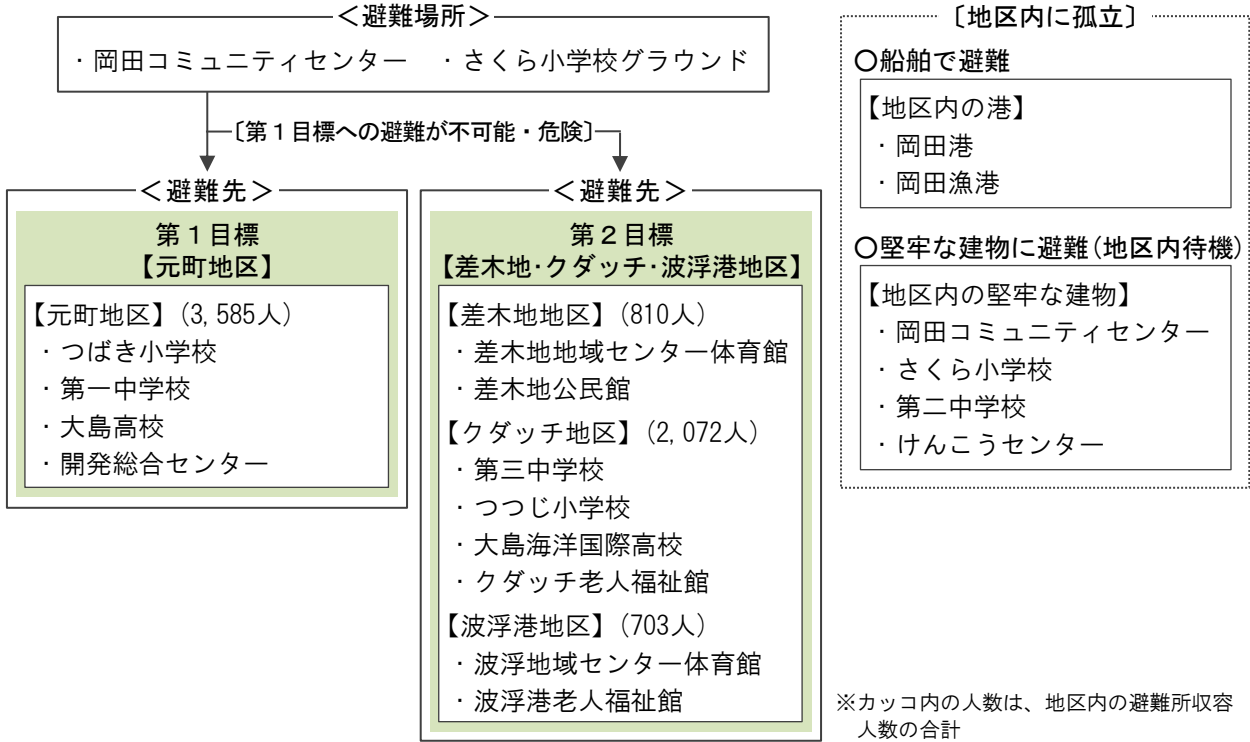 ＜避難場所＞
・岡田コミュニティセンター　・さくら小学校グラウンド
〔第１目標への避難が不可能・危険〕
＜避難先＞
第１目標
【元町地区】
【元町地区】(3,585人)
・つばき小学校
・第一中学校
・大島高校
・開発総合センター
＜避難先＞
第２目標
【差木地・クダッチ・波浮港地区】
【差木地地区】(810人)
・差木地地域センター体育館
・差木地公民館
【クダッチ地区】(2,072人)
・第三中学校
・つつじ小学校
・大島海洋国際高校
・クダッチ老人福祉館
【波浮港地区】(703人)
・波浮地域センター体育館
・波浮港老人福祉館
〔地区内に孤立〕
○船舶で避難
【地区内の港】
・岡田港
・岡田漁港
○堅牢な建物に避難(地区内待機)
【地区内の堅牢な建物】
・岡田コミュニティセンター
・さくら小学校
・第二中学校
・けんこうセンター
※カッコ内の人数は、地区内の避難所収容
人数の合計